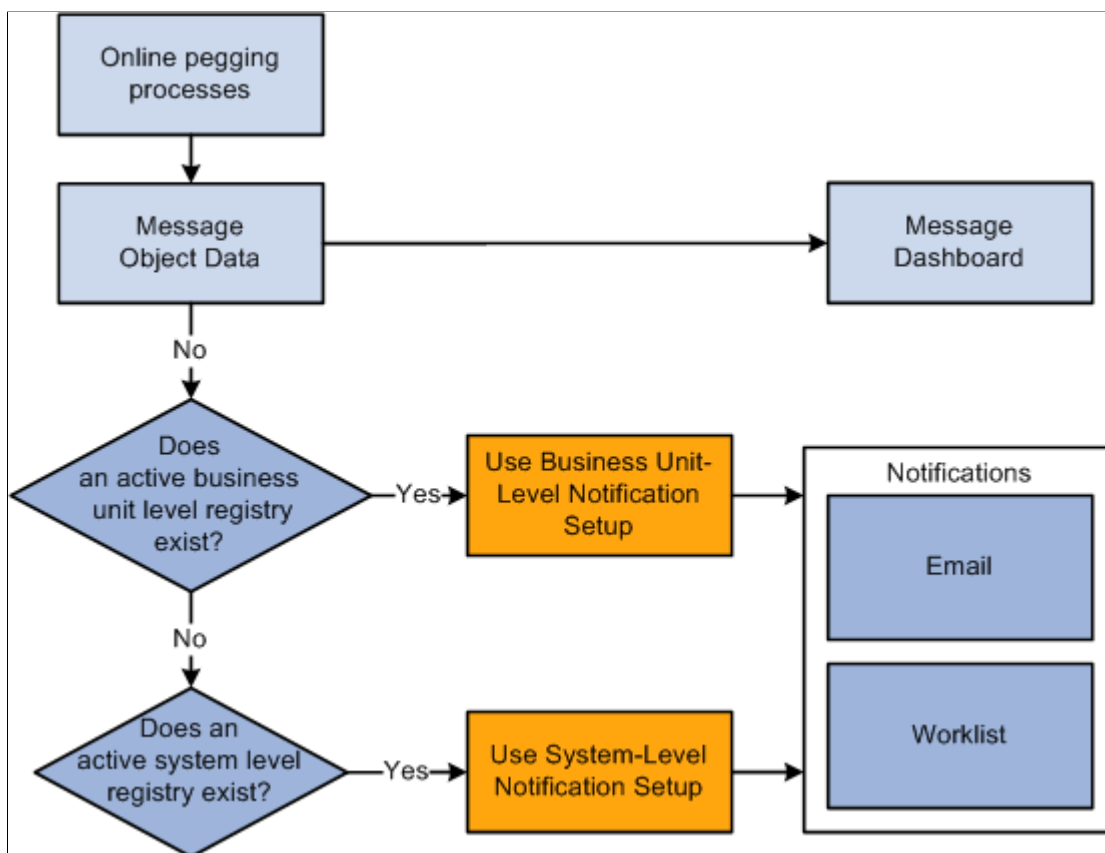 Online pegging
processes
Message
Object Data
Message
Dashboard
No
Does
an active business
unit level registry
exist?
Yes
Use Business Unit-
Level Notification
Setup
Notifications
Email
Worklist
No
Does an
active system level
registry exist?
Yes
Use System-Level
Notification Setup